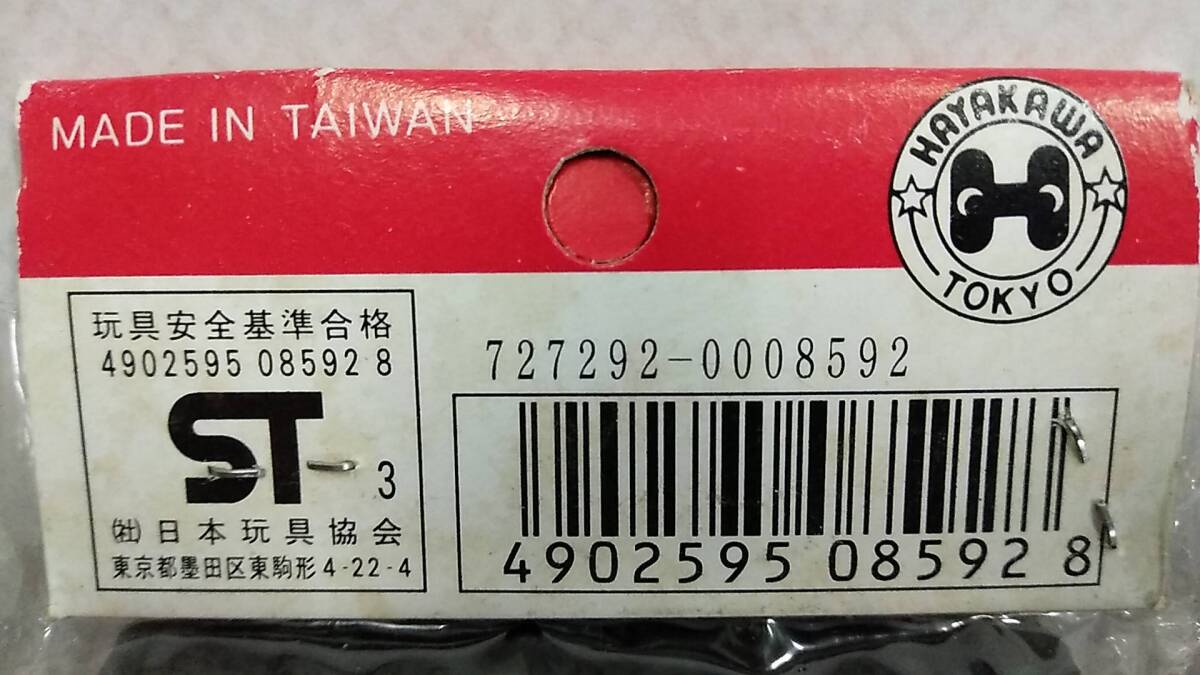 MADE IN TAIWAN
HAYAKAWA
H
TOKYO
玩具安全基準合格
4902595 08592 8
ST
3
㈳日本玩具協会
東京都墨田区東駒形4-22-4
727292-0008592
4902595 08592 8